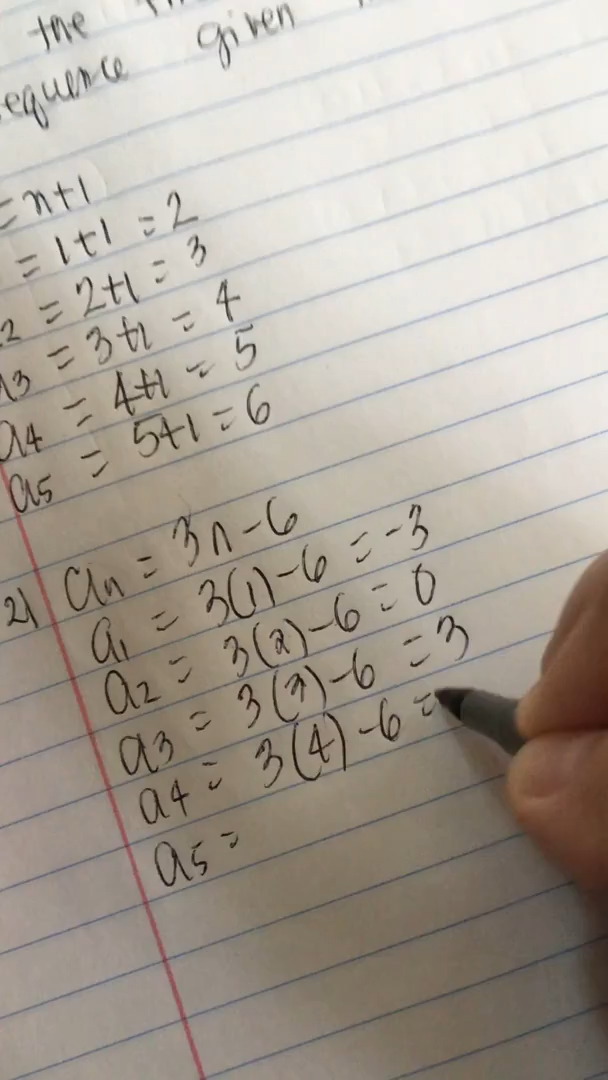 the
sequence given
= n+1
= 1+1 = 2
2 = 2+1 = 3
a3 = 3+1 = 4
a4 = 4+1 = 5
a5 = 5+1 = 6
2) an = 3n-6
a1 = 3(1)-6 = -3
a2 = 3(2)-6 = 0
a3 = 3(3)-6 = 3
a4 = 3(4)-6 =
a5 =